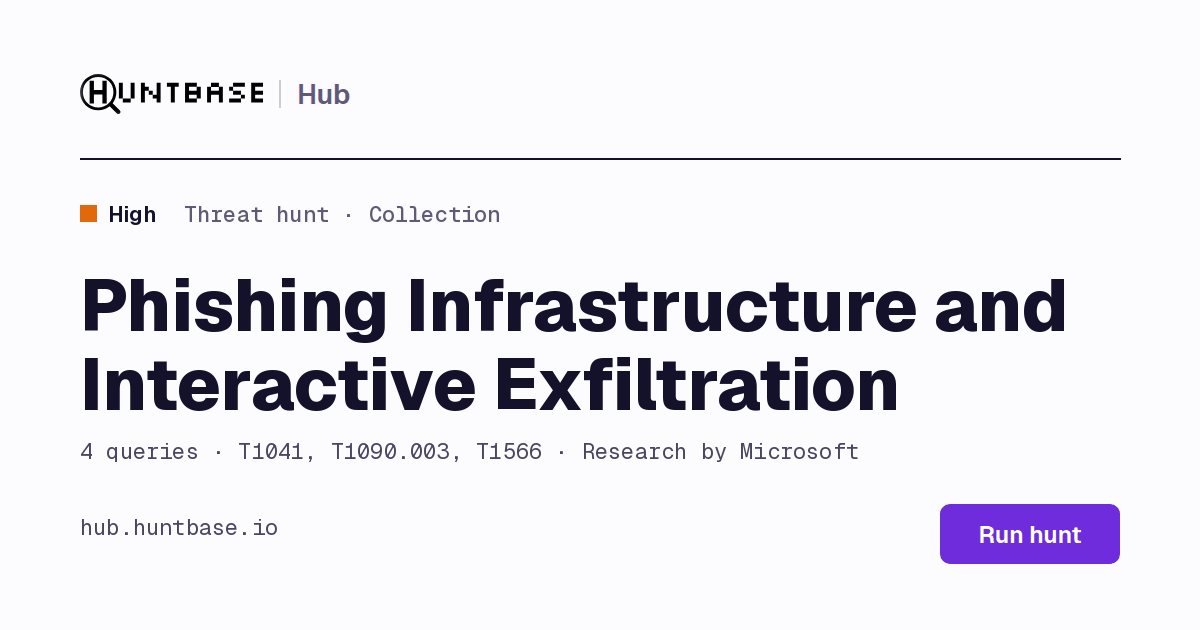 HUNTBASE Hub
High Threat hunt · Collection
Phishing Infrastructure and
Interactive Exfiltration
4 queries · T1041, T1090.003, T1566 · Research by Microsoft
hub.huntbase.io
Run hunt